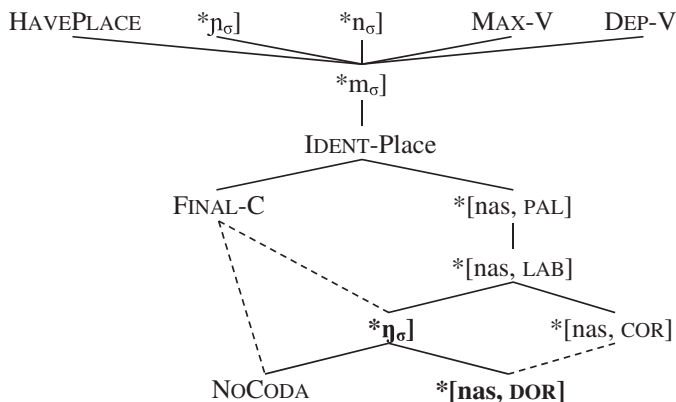 HAVEPLACE *ɲσ] *nσ] MAX-V DEP-V
*mσ]
IDENT-Place
FINAL-C *[nas, PAL]
*[nas, LAB]
*ŋσ] *[nas, COR]
NOCODA *[nas, DOR]